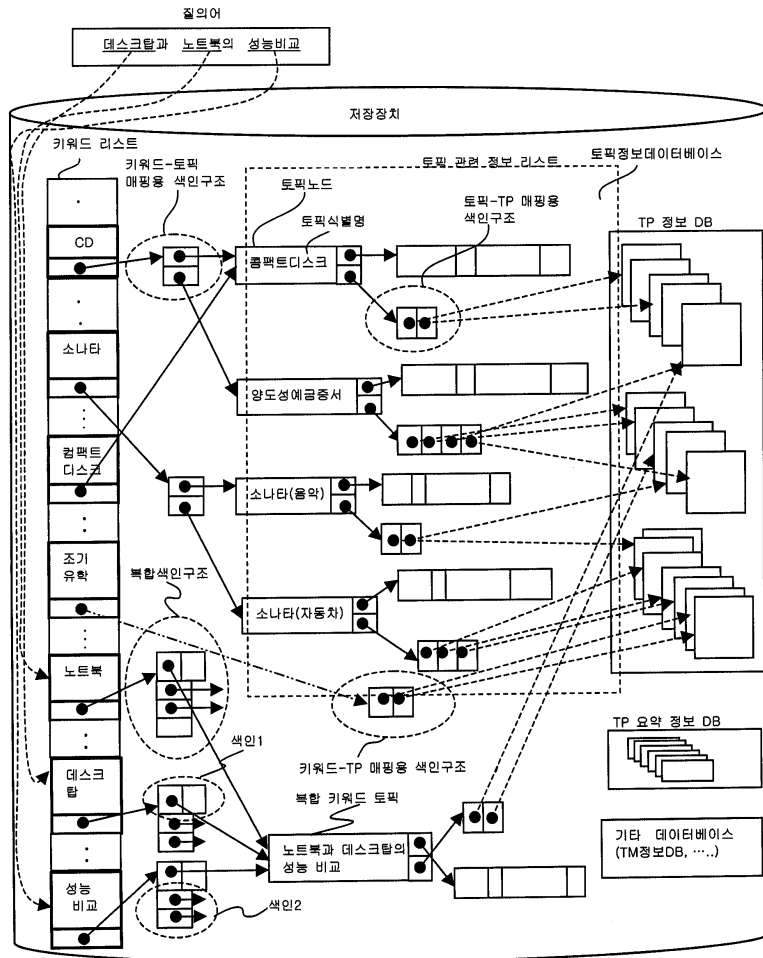 질의어
데스크탑과 노트북의 성능비교
저장장치
키워드 리스트
키워드-토픽
매핑용 색인구조
토픽 관련 정보 리스트
토픽정보데이터베이스
토픽노드
토픽식별명
토픽-TP 매핑용
색인구조
TP 정보 DB
CD
콤팩트디스크
소나타
양도성예금증서
컴팩트
디스크
소나타(음악)
조기
유학
복합색인구조
소나타(자동차)
노트북
키워드-TP 매핑용 색인구조
TP 요약 정보 DB
색인1
데스크
탑
복합 키워드 토픽
노트북과 데스크탑의
성능 비교
기타 데이터베이스
(TM정보DB, …..)
성능
비교
색인2